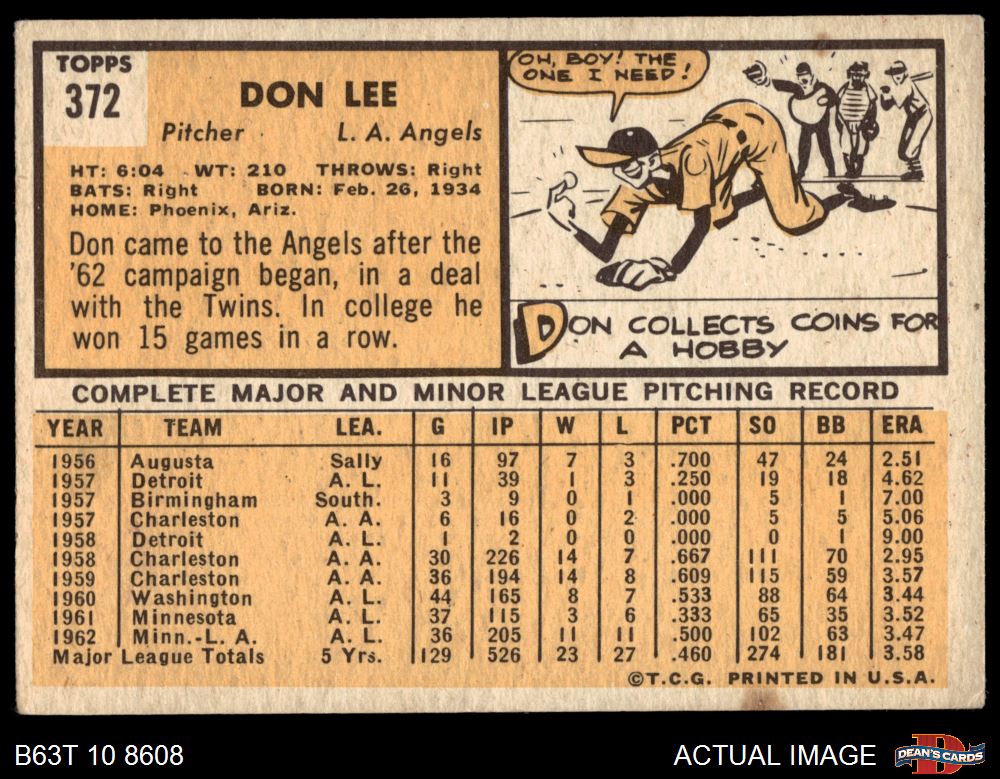 TOPPS
372
DON LEE
Pitcher L. A. Angels
HT: 6:04 WT: 210 THROWS: Right
BATS: Right BORN: Feb. 26, 1934
HOME: Phoenix, Ariz.
Don came to the Angels after the
'62 campaign began, in a deal
with the Twins. In college he
won 15 games in a row.
OH, BOY! THE
ONE I NEED!
DON COLLECTS COINS FOR
A HOBBY
COMPLETE MAJOR AND MINOR LEAGUE PITCHING RECORD
YEAR TEAM LEA. G IP W L PCT SO BB ERA
1956 Augusta Sally 16 97 7 3 .700 47 24 2.51
1957 Detroit A. L. 11 39 1 3 .250 19 18 4.62
1957 Birmingham South. 3 9 0 1 .000 5 1 7.00
1957 Charleston A. A. 6 16 0 2 .000 5 5 5.06
1958 Detroit A. L. 1 2 0 0 .000 0 1 9.00
1958 Charleston A. A. 30 226 14 7 .667 111 70 2.95
1959 Charleston A. A. 36 194 14 8 .609 115 59 3.57
1960 Washington A. L. 44 165 8 7 .533 88 64 3.44
1961 Minnesota A. L. 37 115 3 6 .333 65 35 3.52
1962 Minn.-L. A. A. L. 36 205 11 11 .500 102 63 3.47
Major League Totals 5 Yrs. 129 526 23 27 .460 274 181 3.58
©T.C.G. PRINTED IN U.S.A.
B63T 10 8608
ACTUAL IMAGE
DEAN'S CARDS